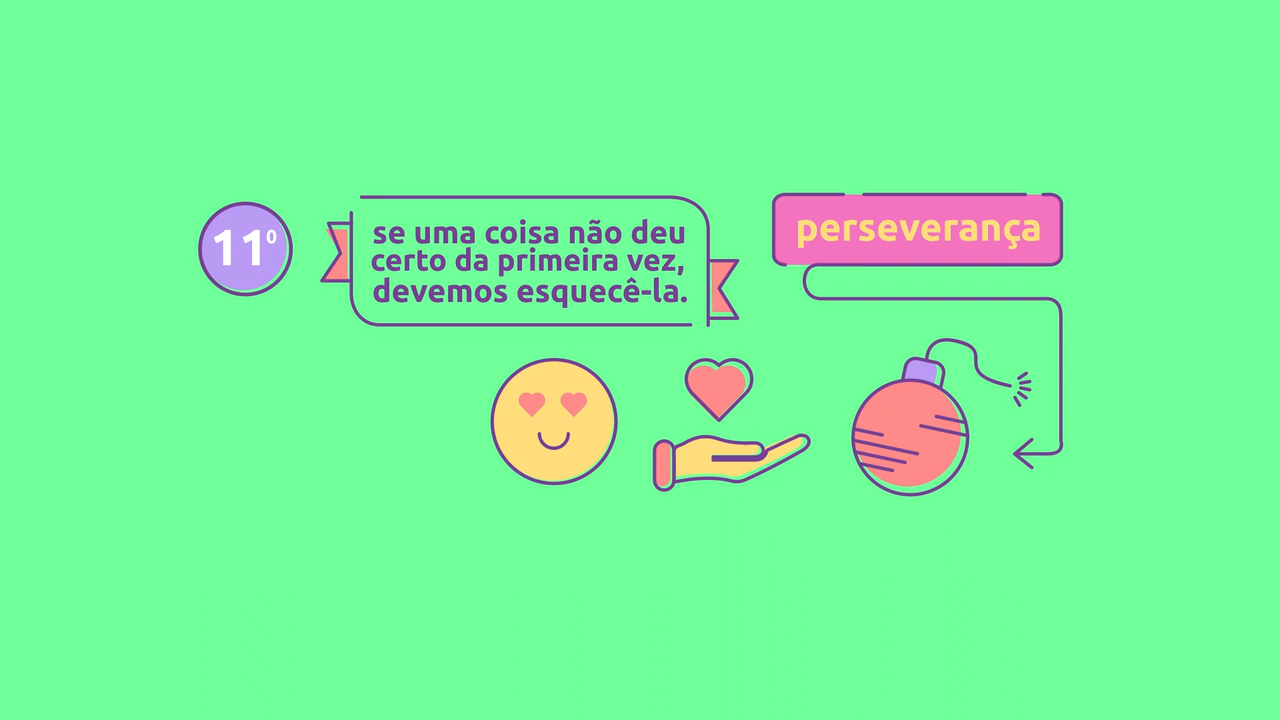 11º
se uma coisa não deu
certo da primeira vez,
devemos esquecê-la.
perseverança